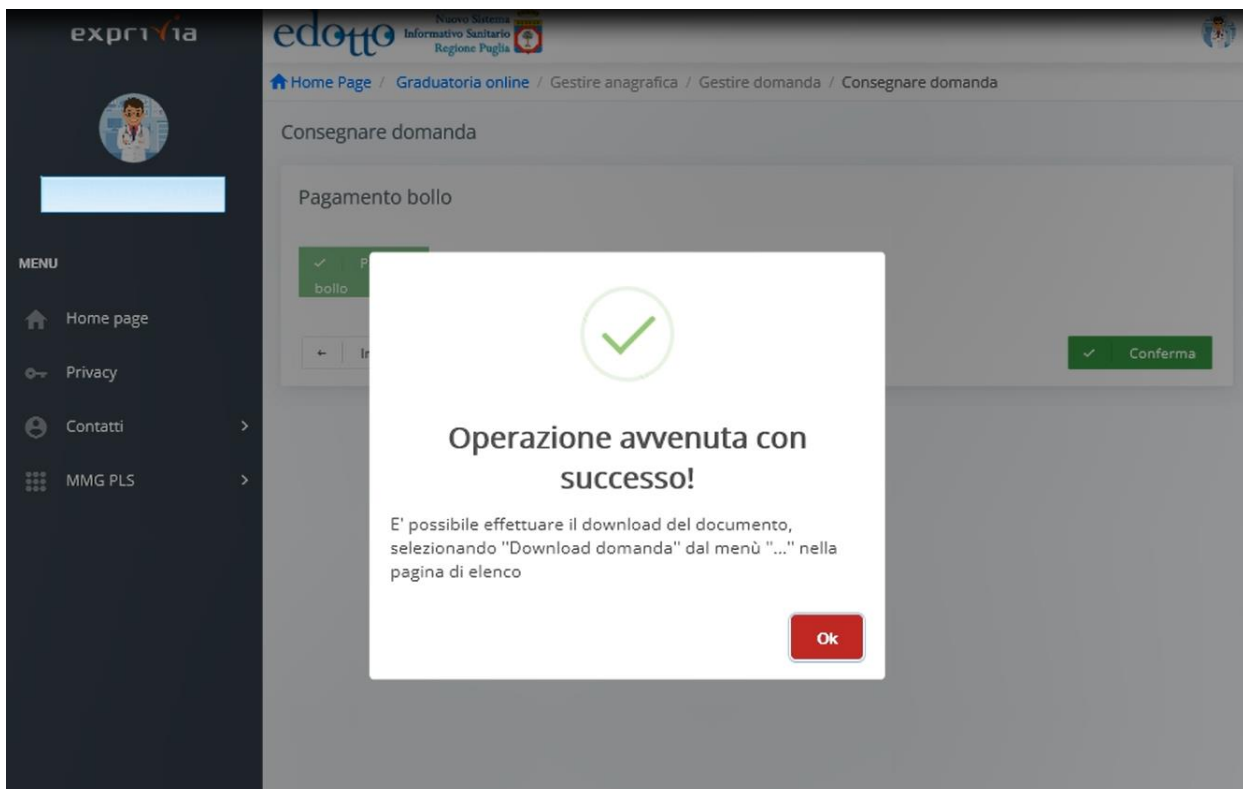 exprivia
edotto
Nuovo Sistema
Informativo Sanitario
Regione Puglia
Home Page / Graduatoria online / Gestire anagrafica / Gestire domanda / Consegnare domanda
Consegnare domanda
Pagamento bollo
bollo
MENU
Home page
Privacy
Contatti
MMG PLS
Conferma
Operazione avvenuta con
successo!
E' possibile effettuare il download del documento,
selezionando "Download domanda" dal menù "..." nella
pagina di elenco
Ok